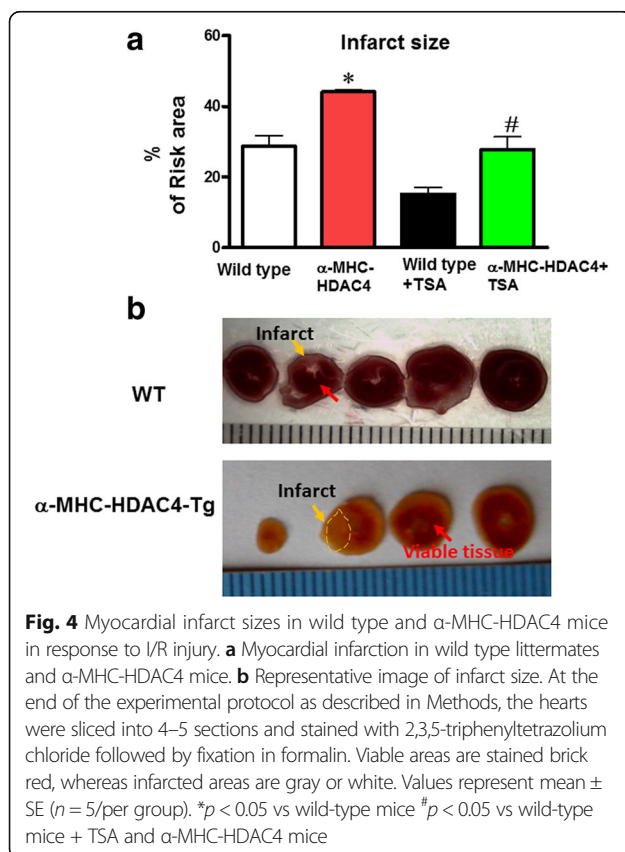 a
Infarct size
60
40
20
0
%
of Risk area
*
#
Wild type
α-MHC-
HDAC4
Wild type
+TSA
α-MHC-HDAC4+
TSA
b
Infarct
WT
Infarct
α-MHC-HDAC4-Tg
Viable tissue
Fig. 4 Myocardial infarct sizes in wild type and α-MHC-HDAC4 mice
in response to I/R injury. a Myocardial infarction in wild type littermates
and α-MHC-HDAC4 mice. b Representative image of infarct size. At the
end of the experimental protocol as described in Methods, the hearts
were sliced into 4–5 sections and stained with 2,3,5-triphenyltetrazolium
chloride followed by fixation in formalin. Viable areas are stained brick
red, whereas infarcted areas are gray or white. Values represent mean ±
SE (n = 5/per group). *p < 0.05 vs wild-type mice #p < 0.05 vs wild-type
mice + TSA and α-MHC-HDAC4 mice